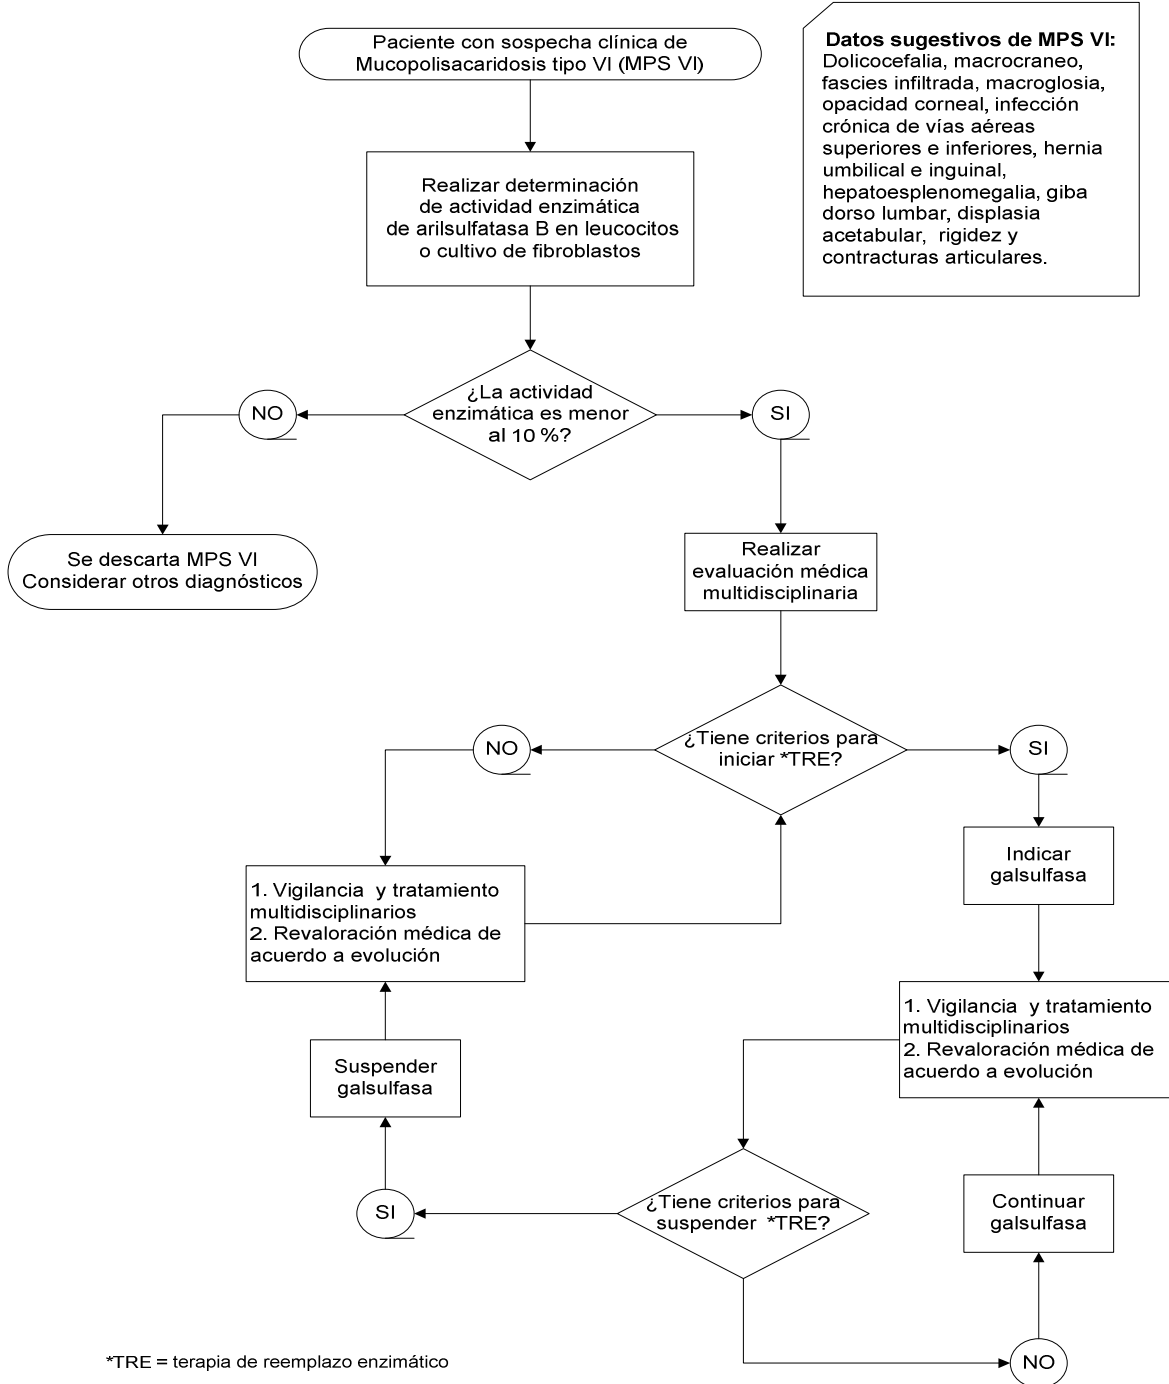 Paciente con sospecha clínica de
Mucopolisacaridosis tipo VI (MPS VI)
Datos sugestivos de MPS VI:
Dolicocefalia, macrocraneo,
fascies infiltrada, macroglosia,
opacidad corneal, infección
crónica de vías aéreas
superiores e inferiores, hernia
umbilical e inguinal,
hepatoesplenomegalia, giba
dorso lumbar, displasia
acetabular, rigidez y
contracturas articulares.
Realizar determinación
de actividad enzimática
de arilsulfatasa B en leucocitos
o cultivo de fibroblastos
¿La actividad
enzimática es menor
al 10 %?
NO
SI
Se descarta MPS VI
Considerar otros diagnósticos
Realizar
evaluación médica
multidisciplinaria
¿Tiene criterios para
iniciar *TRE?
NO
SI
Indicar
galsulfasa
1. Vigilancia y tratamiento
multidisciplinarios
2. Revaloración médica de
acuerdo a evolución
1. Vigilancia y tratamiento
multidisciplinarios
2. Revaloración médica de
acuerdo a evolución
Suspender
galsulfasa
¿Tiene criterios para
suspender *TRE?
SI
Continuar
galsulfasa
NO
*TRE = terapia de reemplazo enzimático